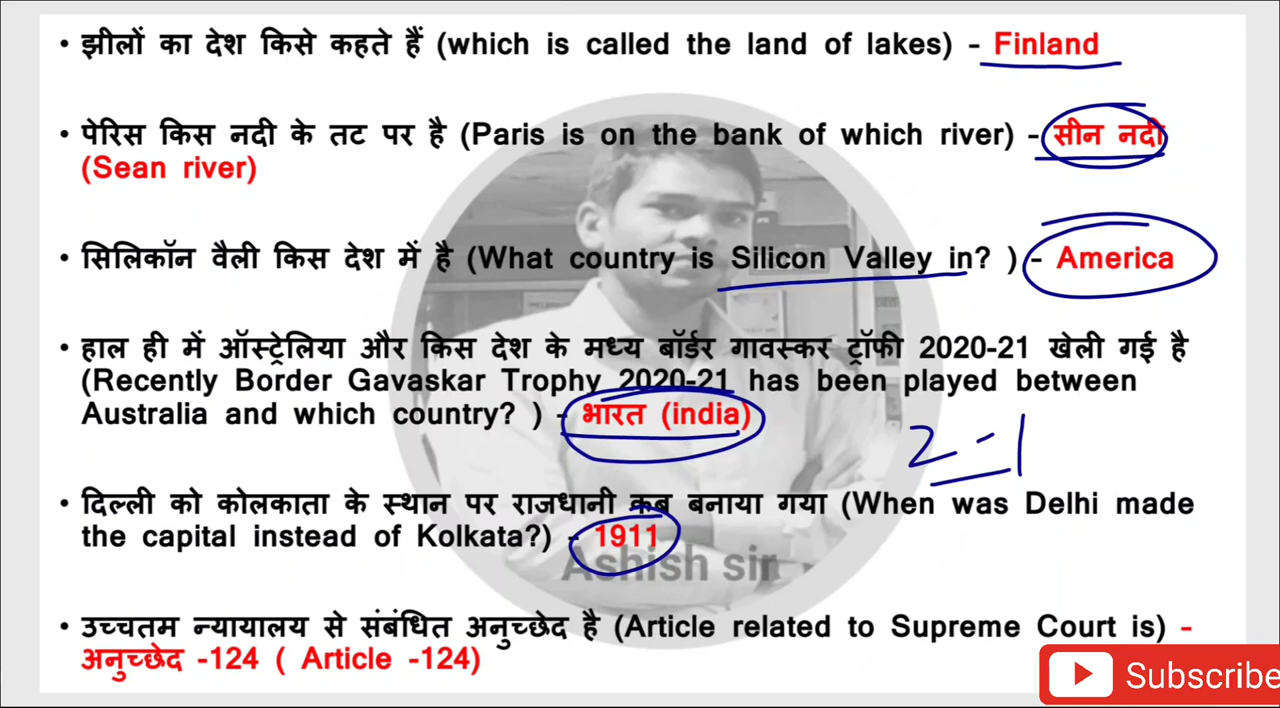 • झीलों का देश किसे कहते हैं (which is called the land of lakes) - Finland
• पेरिस किस नदी के तट पर है (Paris is on the bank of which river) - सीन नदी
(Sean river)
• सिलिकॉन वैली किस देश में है (What country is Silicon Valley in? ) - America
• हाल ही में ऑस्ट्रेलिया और किस देश के मध्य बॉर्डर गावस्कर ट्रॉफी 2020-21 खेली गई है
(Recently Border Gavaskar Trophy 2020-21 has been played between
Australia and which country? ) - भारत (india)
2-1
• दिल्ली को कोलकाता के स्थान पर राजधानी कब बनाया गया (When was Delhi made
the capital instead of Kolkata?) - 1911
Ashish sir
• उच्चतम न्यायालय से संबंधित अनुच्छेद है (Article related to Supreme Court is) -
अनुच्छेद -124 ( Article -124)
Subscribe